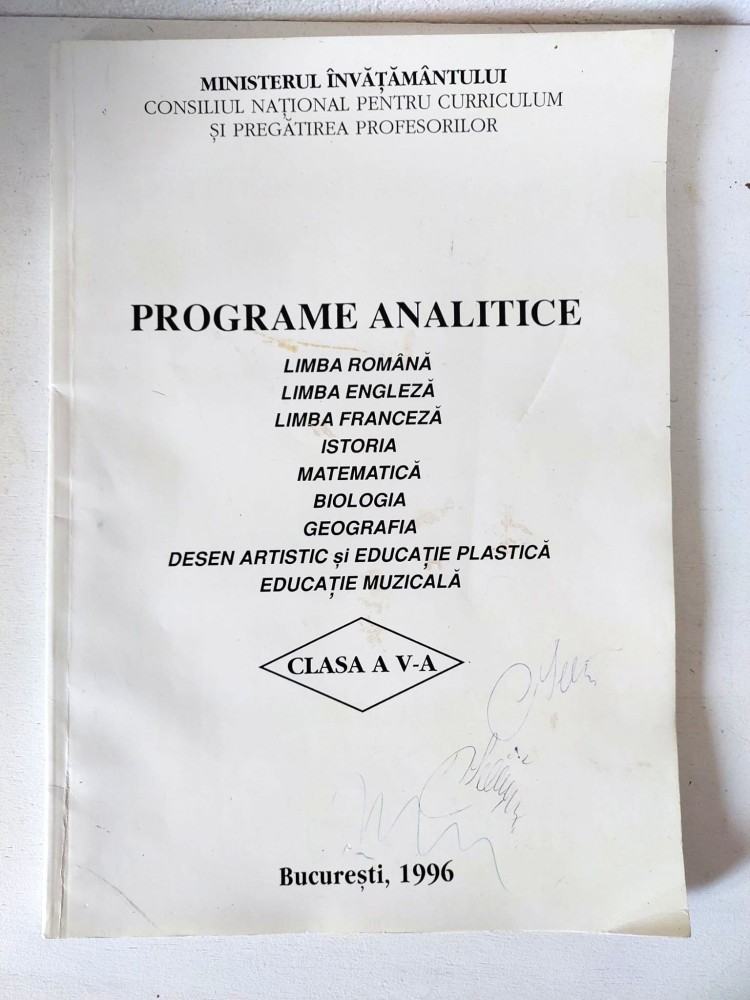 MINISTERUL ÎNVĂȚĂMÂNTULUI
CONSILIUL NAȚIONAL PENTRU CURRICULUM
ȘI PREGĂTIREA PROFESORILOR
PROGRAME ANALITICE
LIMBA ROMÂNĂ
LIMBA ENGLEZĂ
LIMBA FRANCEZĂ
ISTORIA
MATEMATICĂ
BIOLOGIA
GEOGRAFIA
DESEN ARTISTIC și EDUCAȚIE PLASTICĂ
EDUCAȚIE MUZICALĂ
CLASA A V-A
București, 1996